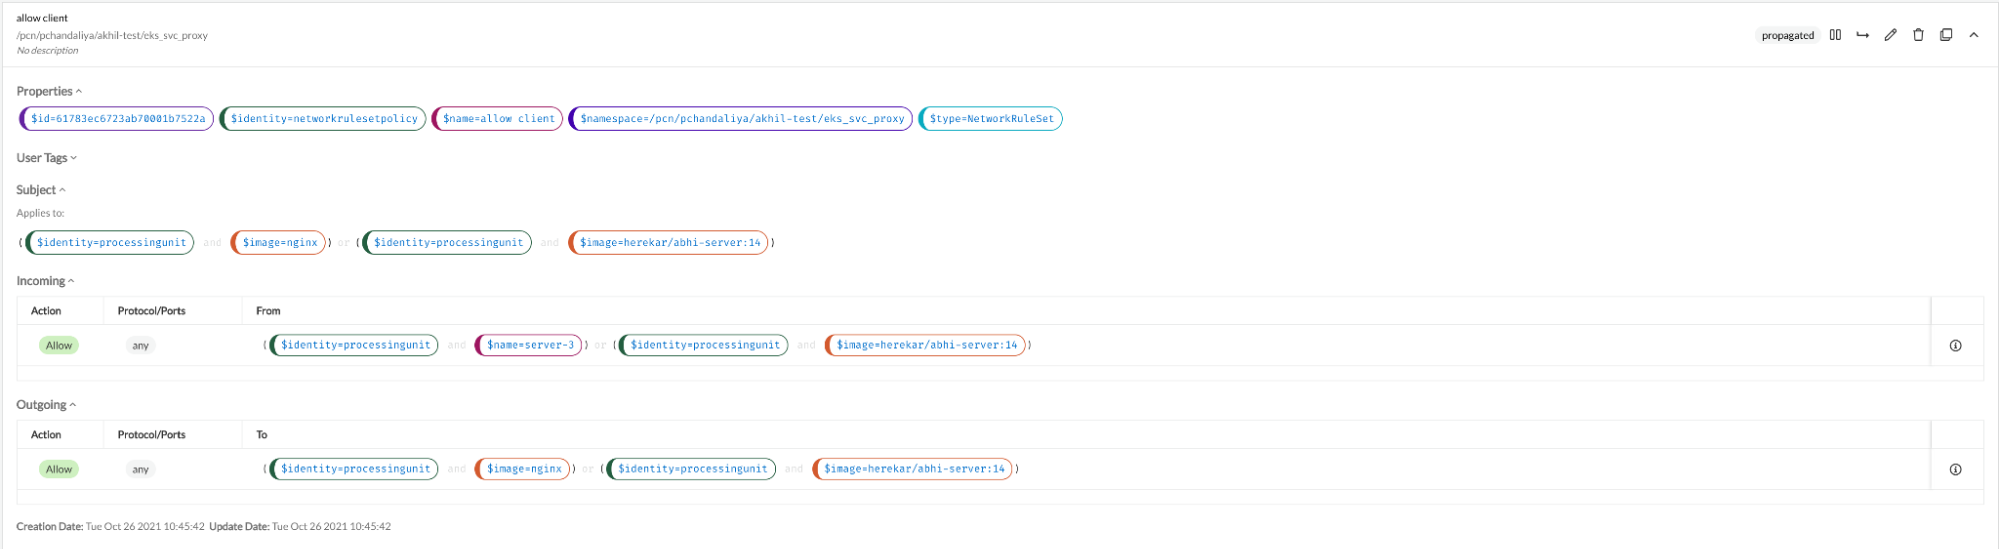 allow client
/pcn/pchandaliya/akhil-test/eks_svc_proxy
No description
propagated
Properties
$id=61783ec6723ab70001b7522a $identity=networkrulesetpolicy $name=allow client $namespace=/pcn/pchandaliya/akhil-test/eks_svc_proxy $type=NetworkRuleSet
User Tags
Subject
Applies to:
( $identity=processingunit and $image=nginx ) or ( $identity=processingunit and $image=herekar/abhi-server:14 )
Incoming
Action Protocol/Ports From
Allow any ( $identity=processingunit and $name=server-3 ) or ( $identity=processingunit and $image=herekar/abhi-server:14 )
Outgoing
Action Protocol/Ports To
Allow any ( $identity=processingunit and $image=nginx ) or ( $identity=processingunit and $image=herekar/abhi-server:14 )
Creation Date: Tue Oct 26 2021 10:45:42 Update Date: Tue Oct 26 2021 10:45:42